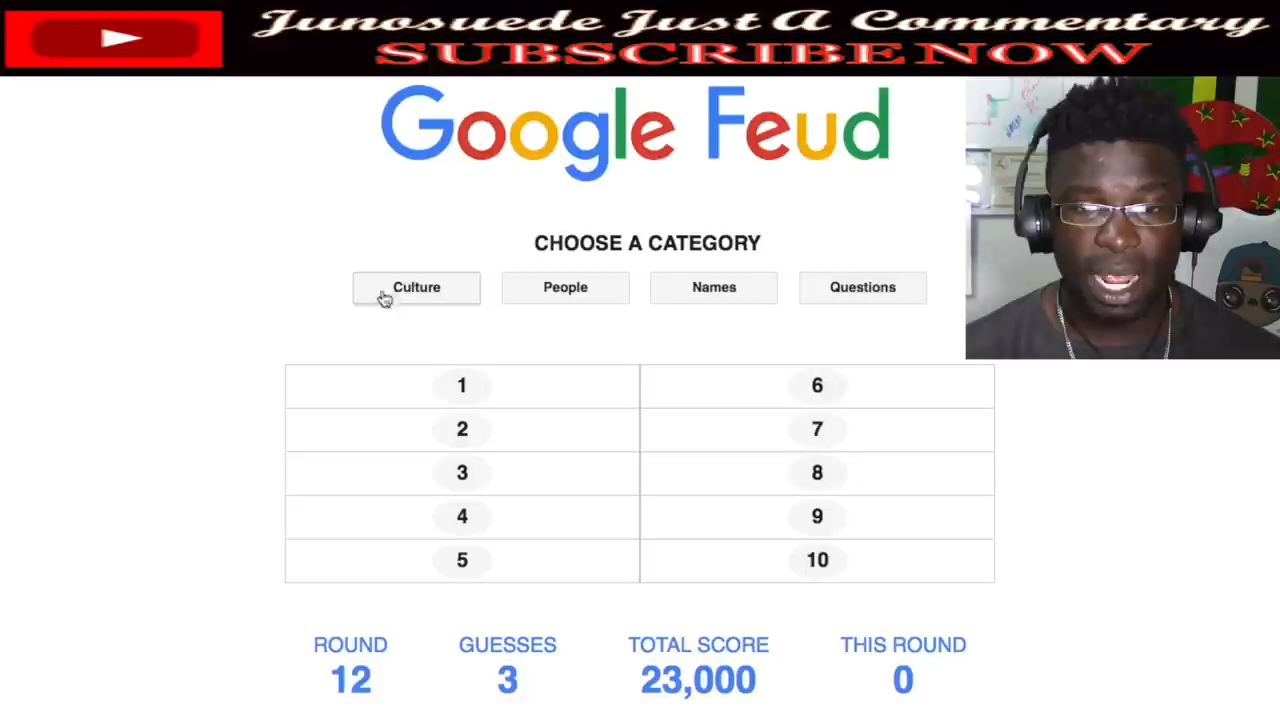 Junosuede Just A Commentary
SUBSCRIBE NOW
Google Feud
CHOOSE A CATEGORY
Culture People Names Questions
1 6
2 7
3 8
4 9
5 10
ROUND GUESSES TOTAL SCORE THIS ROUND
12 3 23,000 0